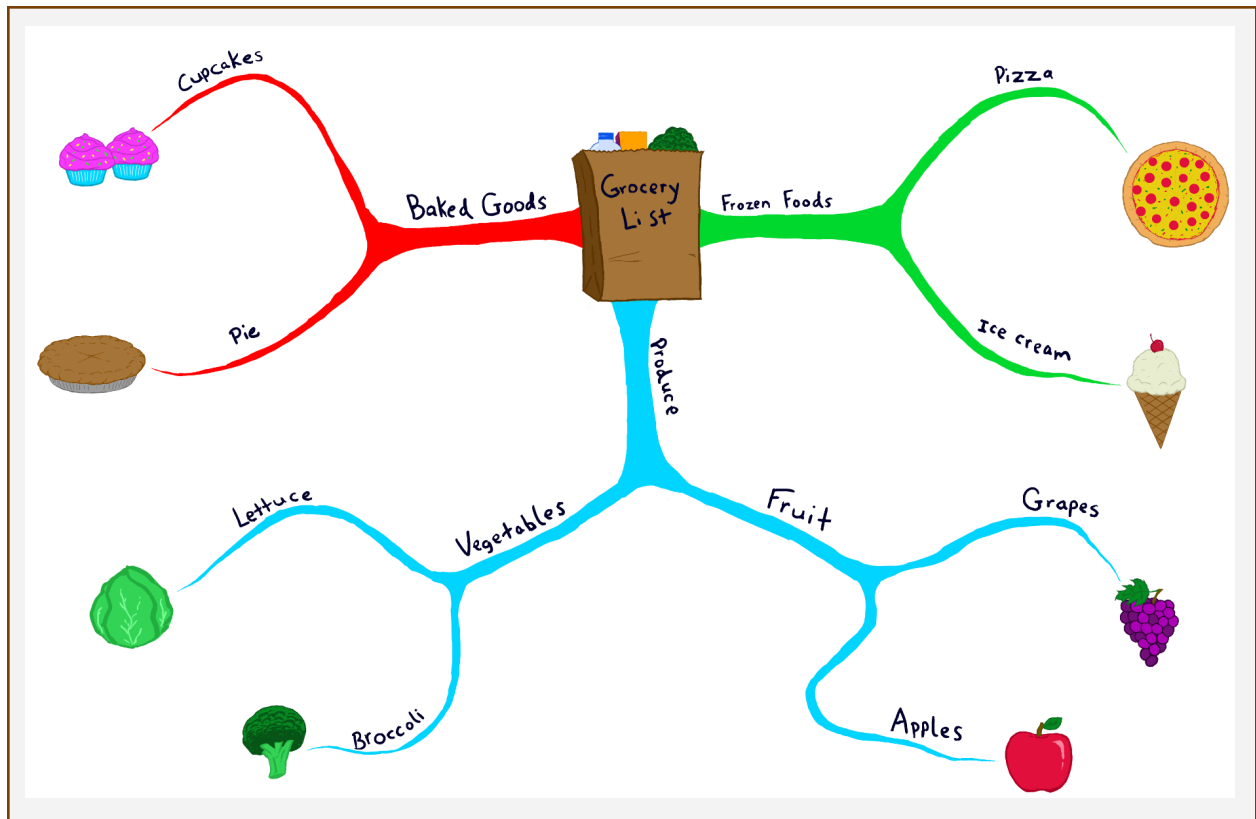 Cupcakes
Pizza
Grocery
List
Baked Goods
Frozen Foods
Pie
Produce
Ice cream
Lettuce
Vegetables
Fruit
Grapes
Broccoli
Apples